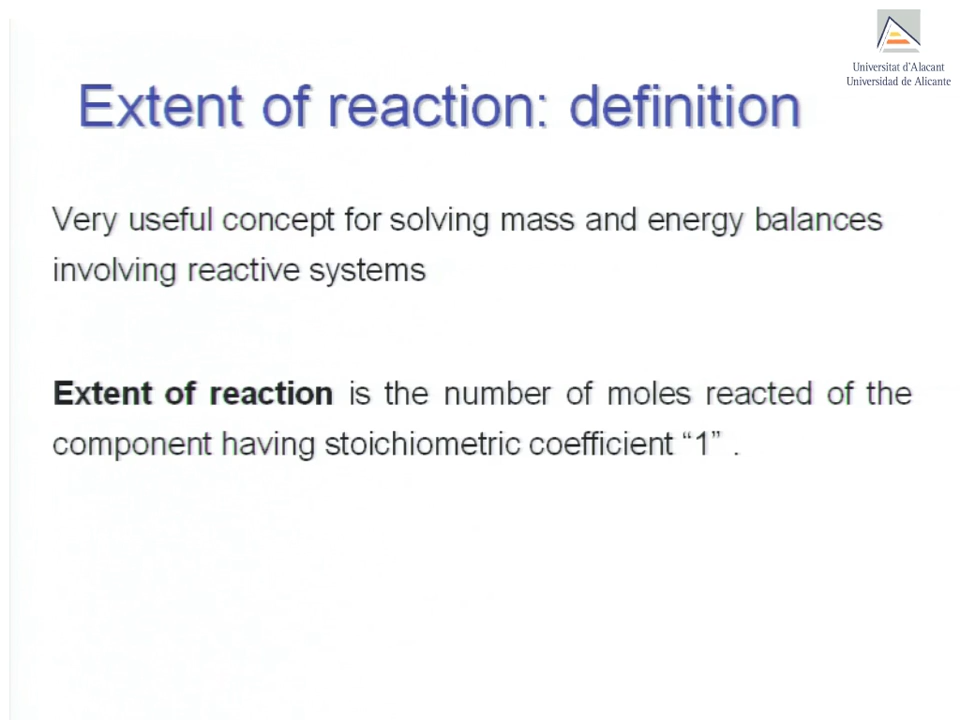 Universitat d'Alacant
Universidad de Alicante
Extent of reaction: definition
Very useful concept for solving mass and energy balances
involving reactive systems
Extent of reaction is the number of moles reacted of the
component having stoichiometric coefficient “1” .